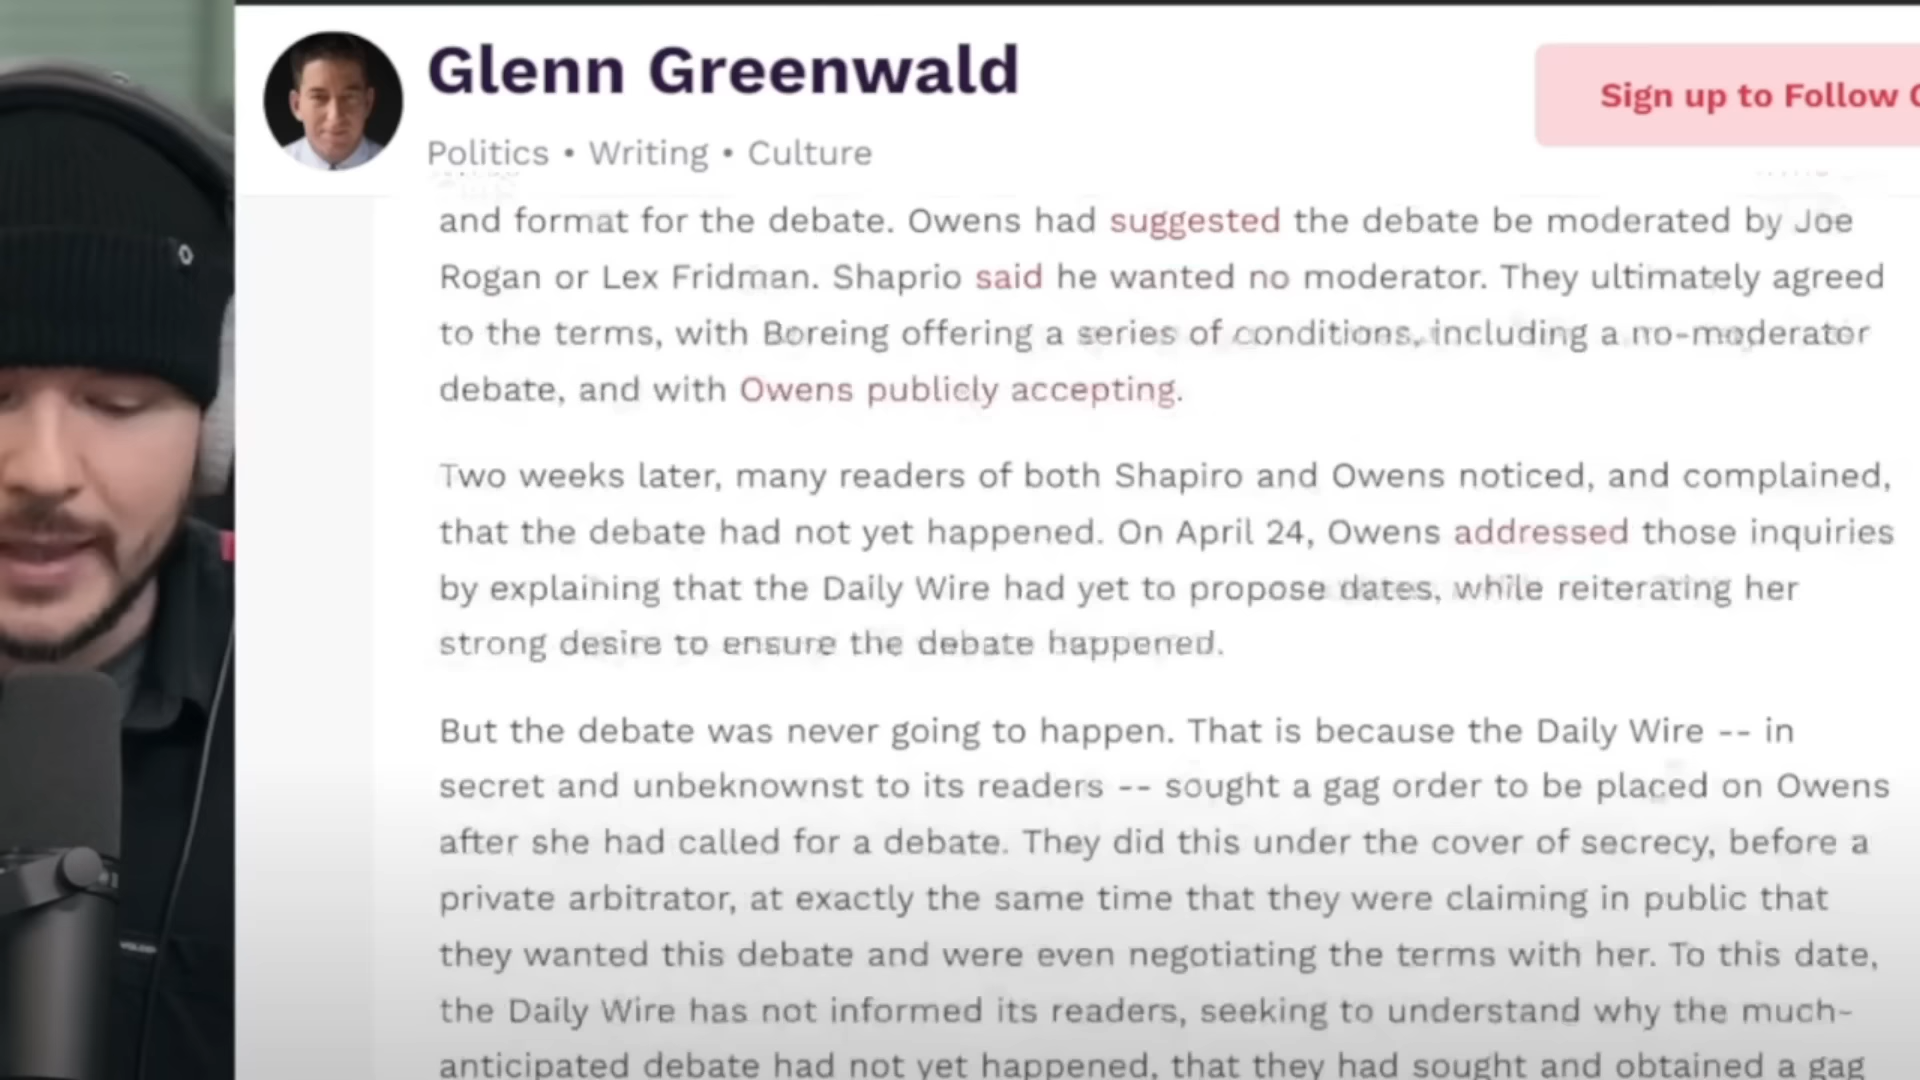 Glenn Greenwald
Sign up to Follow
Politics • Writing • Culture
and format for the debate. Owens had suggested the debate be moderated by Joe
Rogan or Lex Fridman. Shaprio said he wanted no moderator. They ultimately agreed
to the terms, with Boreing offering a series of conditions, including a no-moderator
debate, and with Owens publicly accepting.
Two weeks later, many readers of both Shapiro and Owens noticed, and complained,
that the debate had not yet happened. On April 24, Owens addressed those inquiries
by explaining that the Daily Wire had yet to propose dates, while reiterating her
strong desire to ensure the debate happened.
But the debate was never going to happen. That is because the Daily Wire -- in
secret and unbeknownst to its readers -- sought a gag order to be placed on Owens
after she had called for a debate. They did this under the cover of secrecy, before a
private arbitrator, at exactly the same time that they were claiming in public that
they wanted this debate and were even negotiating the terms with her. To this date,
the Daily Wire has not informed its readers, seeking to understand why the much-
anticipated debate had not yet happened, that they had sought and obtained a gag